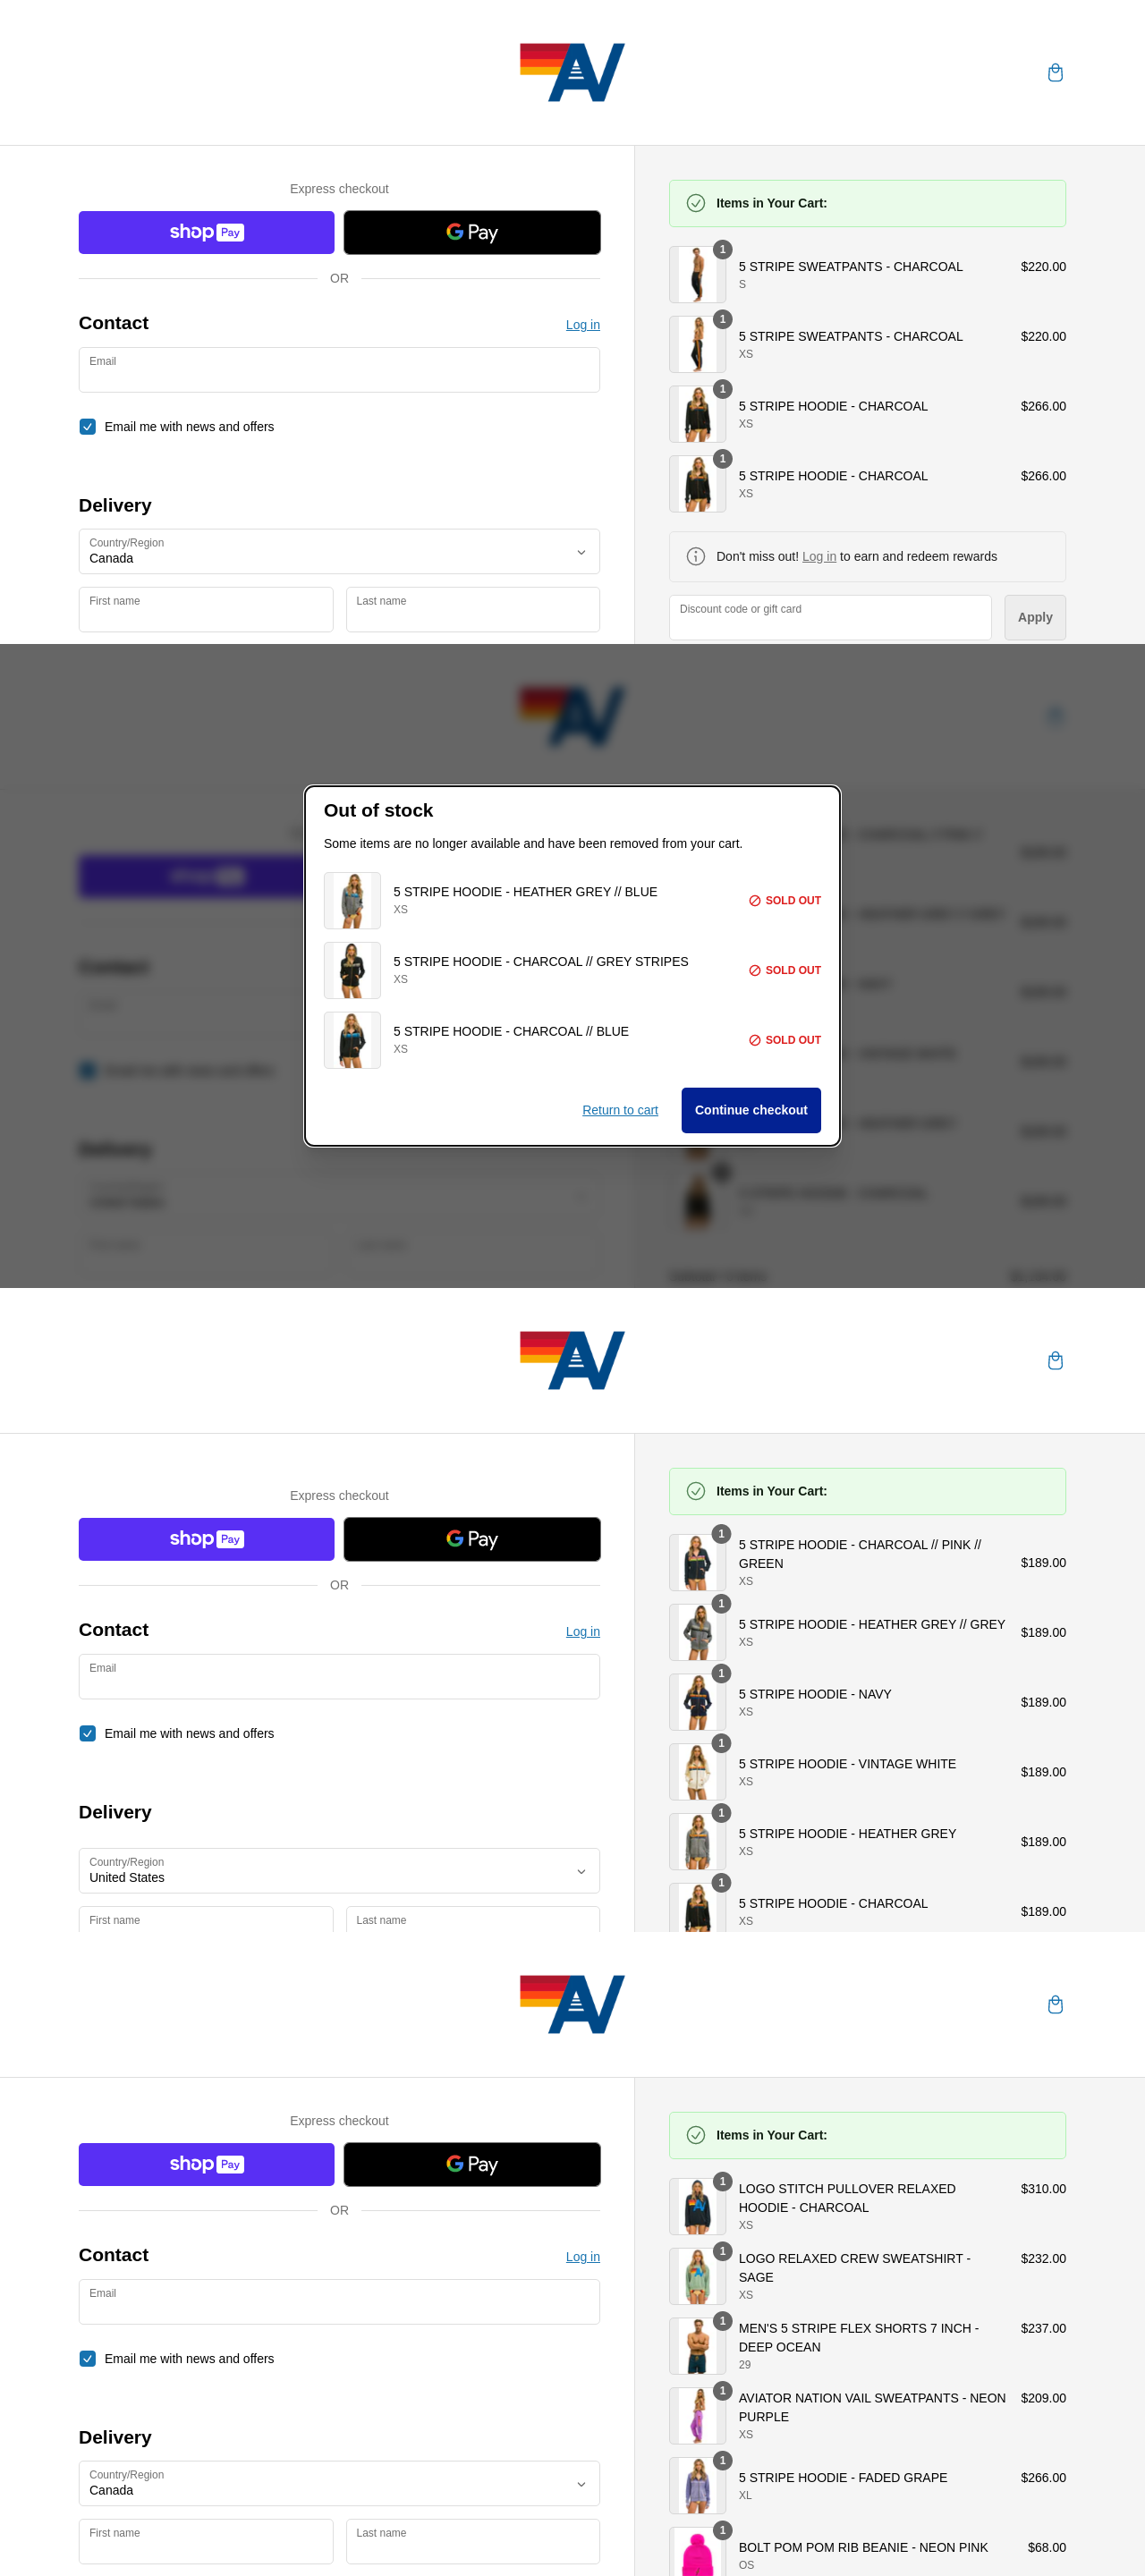 AV
Express checkout
shop Pay
G Pay
OR
Contact
Log in
Email
Email me with news and offers
Delivery
Country/Region
Canada
First name
Last name
Items in Your Cart:
1
5 STRIPE SWEATPANTS - CHARCOAL
S
$220.00
1
5 STRIPE SWEATPANTS - CHARCOAL
XS
$220.00
1
5 STRIPE HOODIE - CHARCOAL
XS
$266.00
1
5 STRIPE HOODIE - CHARCOAL
XS
$266.00
Don't miss out! Log in to earn and redeem rewards
Discount code or gift card
Apply
Out of stock
Some items are no longer available and have been removed from your cart.
5 STRIPE HOODIE - HEATHER GREY // BLUE
XS
SOLD OUT
5 STRIPE HOODIE - CHARCOAL // GREY STRIPES
XS
SOLD OUT
5 STRIPE HOODIE - CHARCOAL // BLUE
XS
SOLD OUT
Return to cart
Continue checkout
AV
Express checkout
shop Pay
G Pay
OR
Contact
Log in
Email
Email me with news and offers
Delivery
Country/Region
United States
First name
Last name
Items in Your Cart:
1
5 STRIPE HOODIE - CHARCOAL // PINK //
GREEN
XS
$189.00
1
5 STRIPE HOODIE - HEATHER GREY // GREY
XS
$189.00
1
5 STRIPE HOODIE - NAVY
XS
$189.00
1
5 STRIPE HOODIE - VINTAGE WHITE
XS
$189.00
1
5 STRIPE HOODIE - HEATHER GREY
XS
$189.00
1
5 STRIPE HOODIE - CHARCOAL
XS
$189.00
AV
Express checkout
shop Pay
G Pay
OR
Contact
Log in
Email
Email me with news and offers
Delivery
Country/Region
Canada
First name
Last name
Items in Your Cart:
1
LOGO STITCH PULLOVER RELAXED
HOODIE - CHARCOAL
XS
$310.00
1
LOGO RELAXED CREW SWEATSHIRT -
SAGE
XS
$232.00
1
MEN'S 5 STRIPE FLEX SHORTS 7 INCH -
DEEP OCEAN
29
$237.00
1
AVIATOR NATION VAIL SWEATPANTS - NEON
PURPLE
XS
$209.00
1
5 STRIPE HOODIE - FADED GRAPE
XL
$266.00
1
BOLT POM POM RIB BEANIE - NEON PINK
OS
$68.00